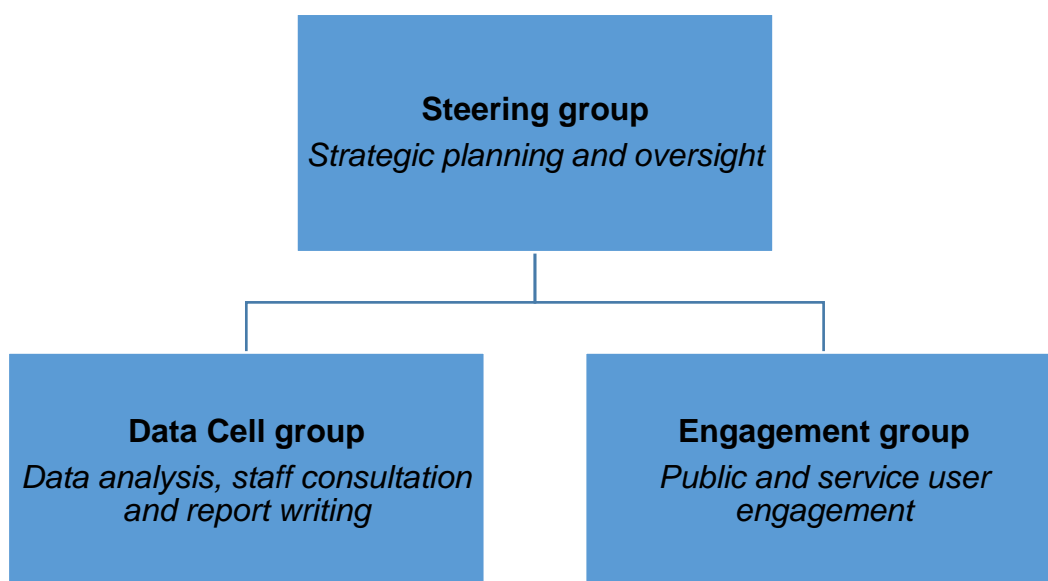 Steering group
Strategic planning and oversight
Data Cell group
Data analysis, staff consultation
and report writing
Engagement group
Public and service user
engagement